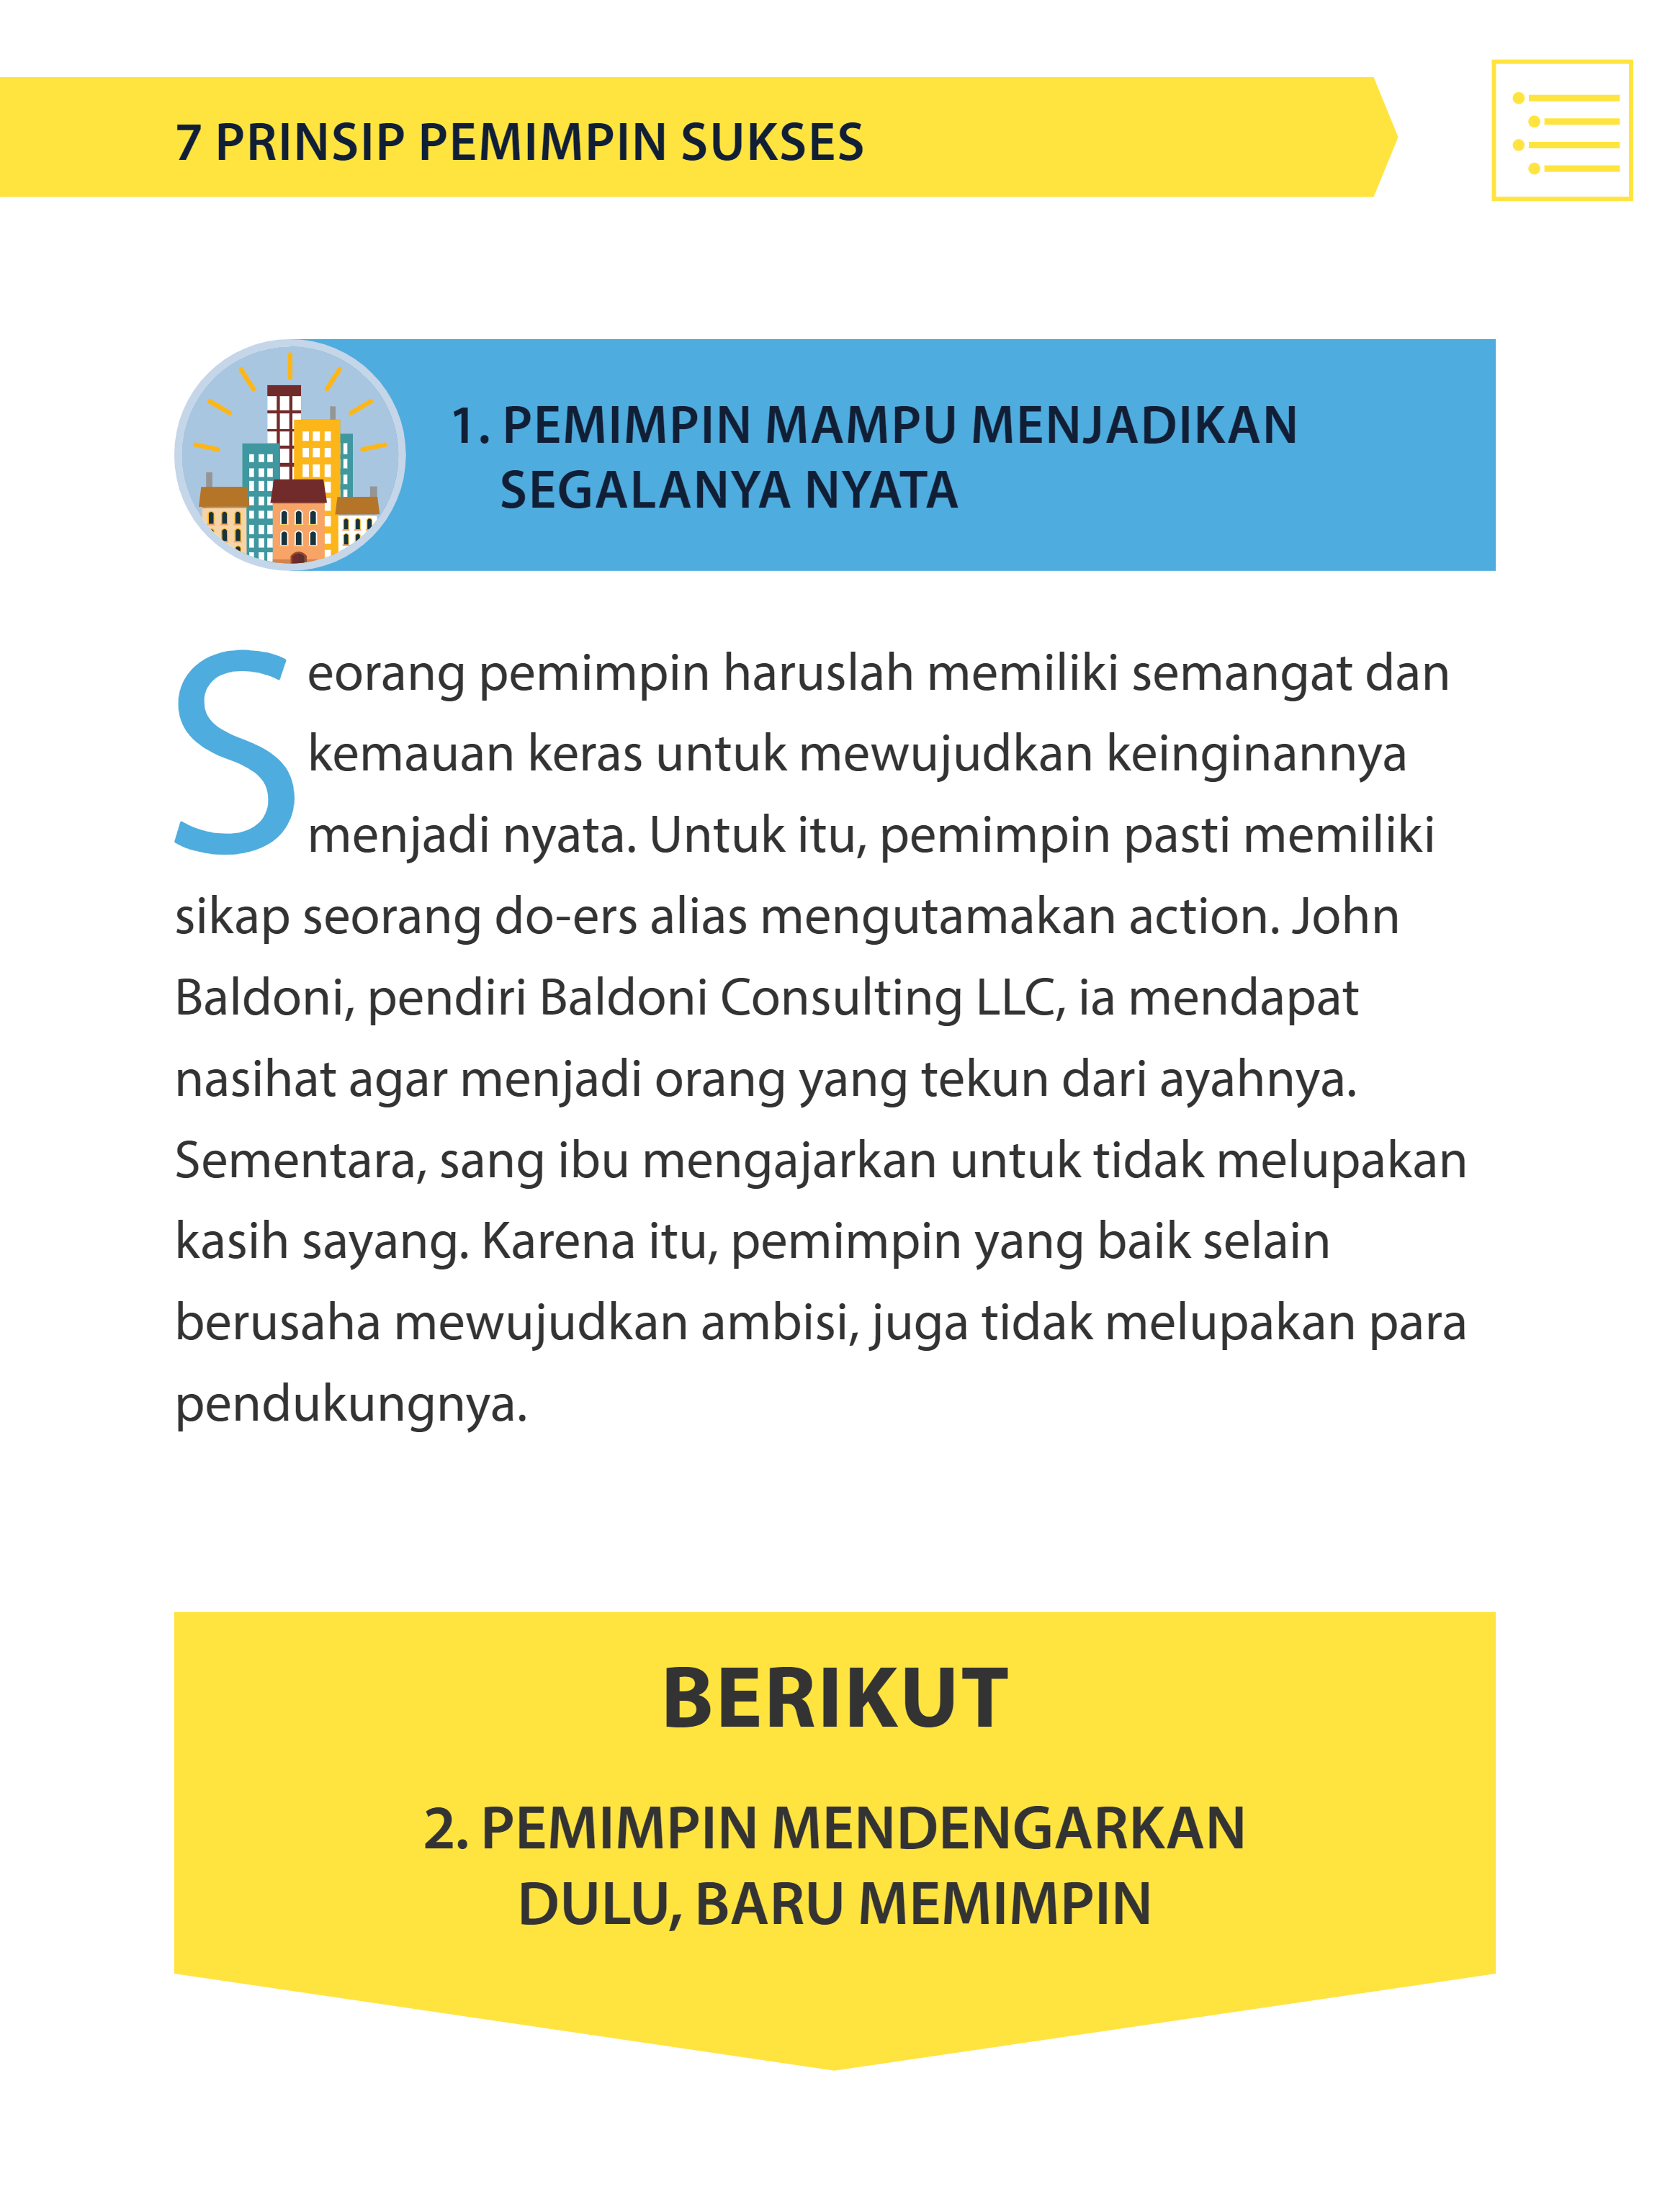 7 PRINSIP PEMIMPIN SUKSES
1. PEMIMPIN MAMPU MENJADIKAN
SEGALANYA NYATA
Seorang pemimpin haruslah memiliki semangat dan
kemauan keras untuk mewujudkan keinginannya
menjadi nyata. Untuk itu, pemimpin pasti memiliki
sikap seorang do-ers alias mengutamakan action. John
Baldoni, pendiri Baldoni Consulting LLC, ia mendapat
nasihat agar menjadi orang yang tekun dari ayahnya.
Sementara, sang ibu mengajarkan untuk tidak melupakan
kasih sayang. Karena itu, pemimpin yang baik selain
berusaha mewujudkan ambisi, juga tidak melupakan para
pendukungnya.
BERIKUT
2. PEMIMPIN MENDENGARKAN
DULU, BARU MEMIMPIN